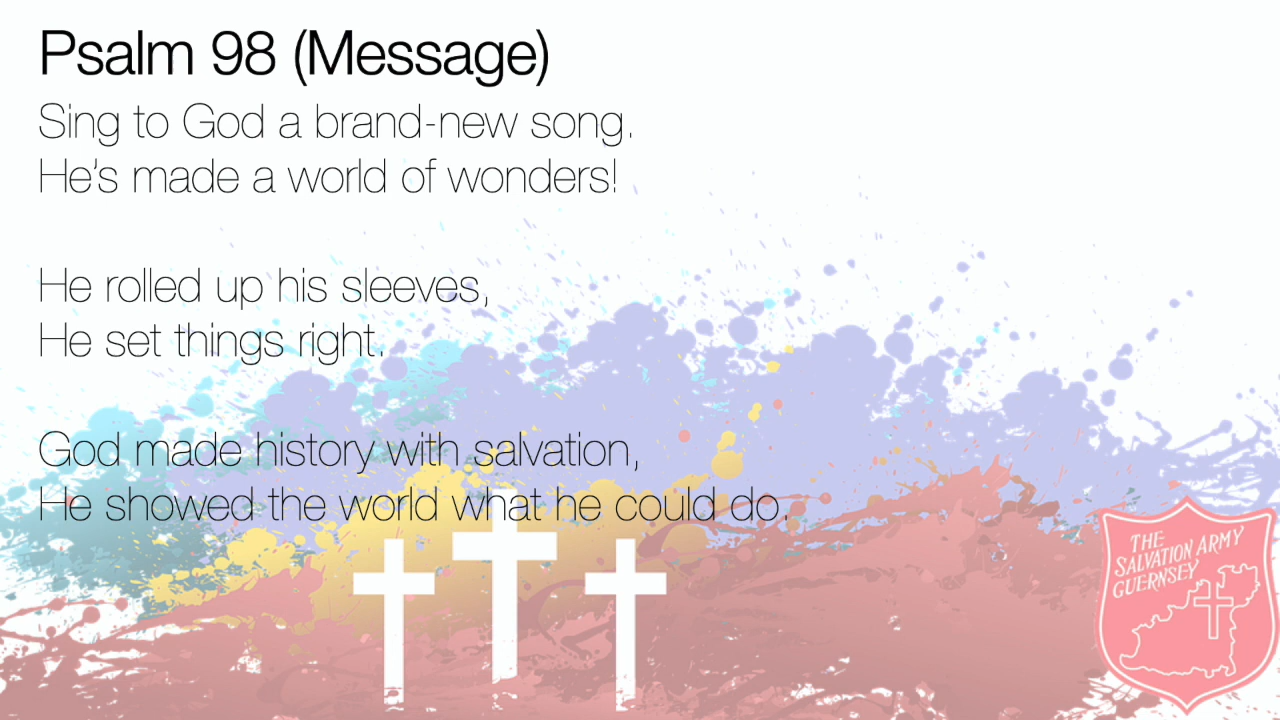 Psalm 98 (Message)
Sing to God a brand-new song.
He's made a world of wonders!
He rolled up his sleeves,
He set things right.
God made history with salvation,
He showed the world what he could do.
THE
SALVATION ARMY
GUERNSEY